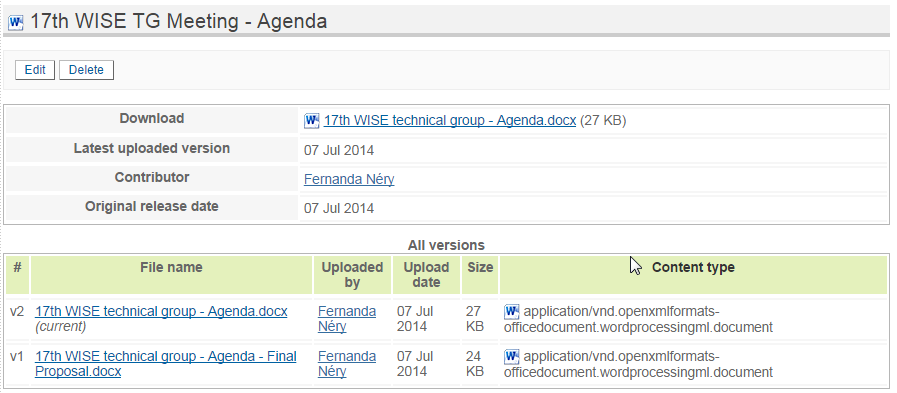 17th WISE TG Meeting - Agenda
Edit Delete
Download 17th WISE technical group - Agenda.docx (27 KB)
Latest uploaded version 07 Jul 2014
Contributor Fernanda Néry
Original release date 07 Jul 2014
All versions
# File name Uploaded by Upload date Size Content type
v2 17th WISE technical group - Agenda.docx (current) Fernanda Néry 07 Jul 2014 27 KB application/vnd.openxmlformats-officedocument.wordprocessingml.document
v1 17th WISE technical group - Agenda - Final Proposal.docx Fernanda Néry 07 Jul 2014 24 KB application/vnd.openxmlformats-officedocument.wordprocessingml.document